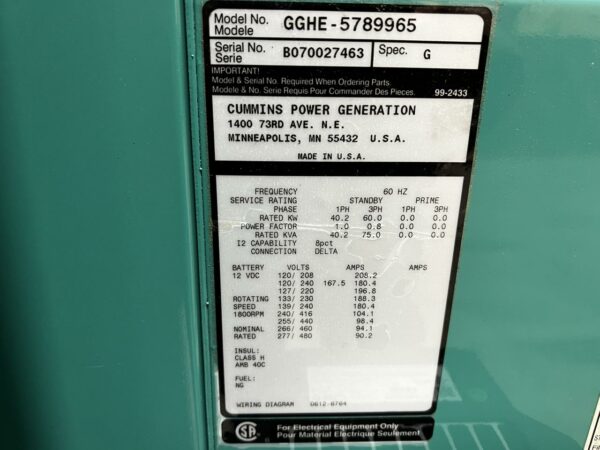 Model No. GGHE-5789965
Modele
Serial No. B070027463 Spec. G
Serie
IMPORTANT!
Model & Serial No. Required When Ordering Parts.
Modele & No. Serie Requis Pour Commander Des Pieces. 99-2433
CUMMINS POWER GENERATION
1400 73RD AVE. N.E.
MINNEAPOLIS, MN 55432 U.S.A.
MADE IN U.S.A.
FREQUENCY 60 HZ
SERVICE RATING STANDBY PRIME
PHASE 1PH 3PH 1PH 3PH
RATED KW 40.2 60.0 0.0 0.0
POWER FACTOR 1.0 0.8 0.0 0.0
RATED KVA 40.2 75.0 0.0 0.0
I2 CAPABILITY 8pct
CONNECTION DELTA
BATTERY VOLTS AMPS AMPS
12 VDC 120/ 208 208.2
120/ 240 167.5 180.4
127/ 220 196.8
ROTATING 133/ 230 188.3
SPEED 139/ 240 180.4
1800RPM 240/ 416 104.1
255/ 440 98.4
NOMINAL 266/ 460 94.1
RATED 277/ 480 90.2
INSUL:
CLASS H
AMB 40C
FUEL:
NG
WIRING DIAGRAM 0612-6764
SA
For Electrical Equipment Only
Pour Material Electrique Seulement